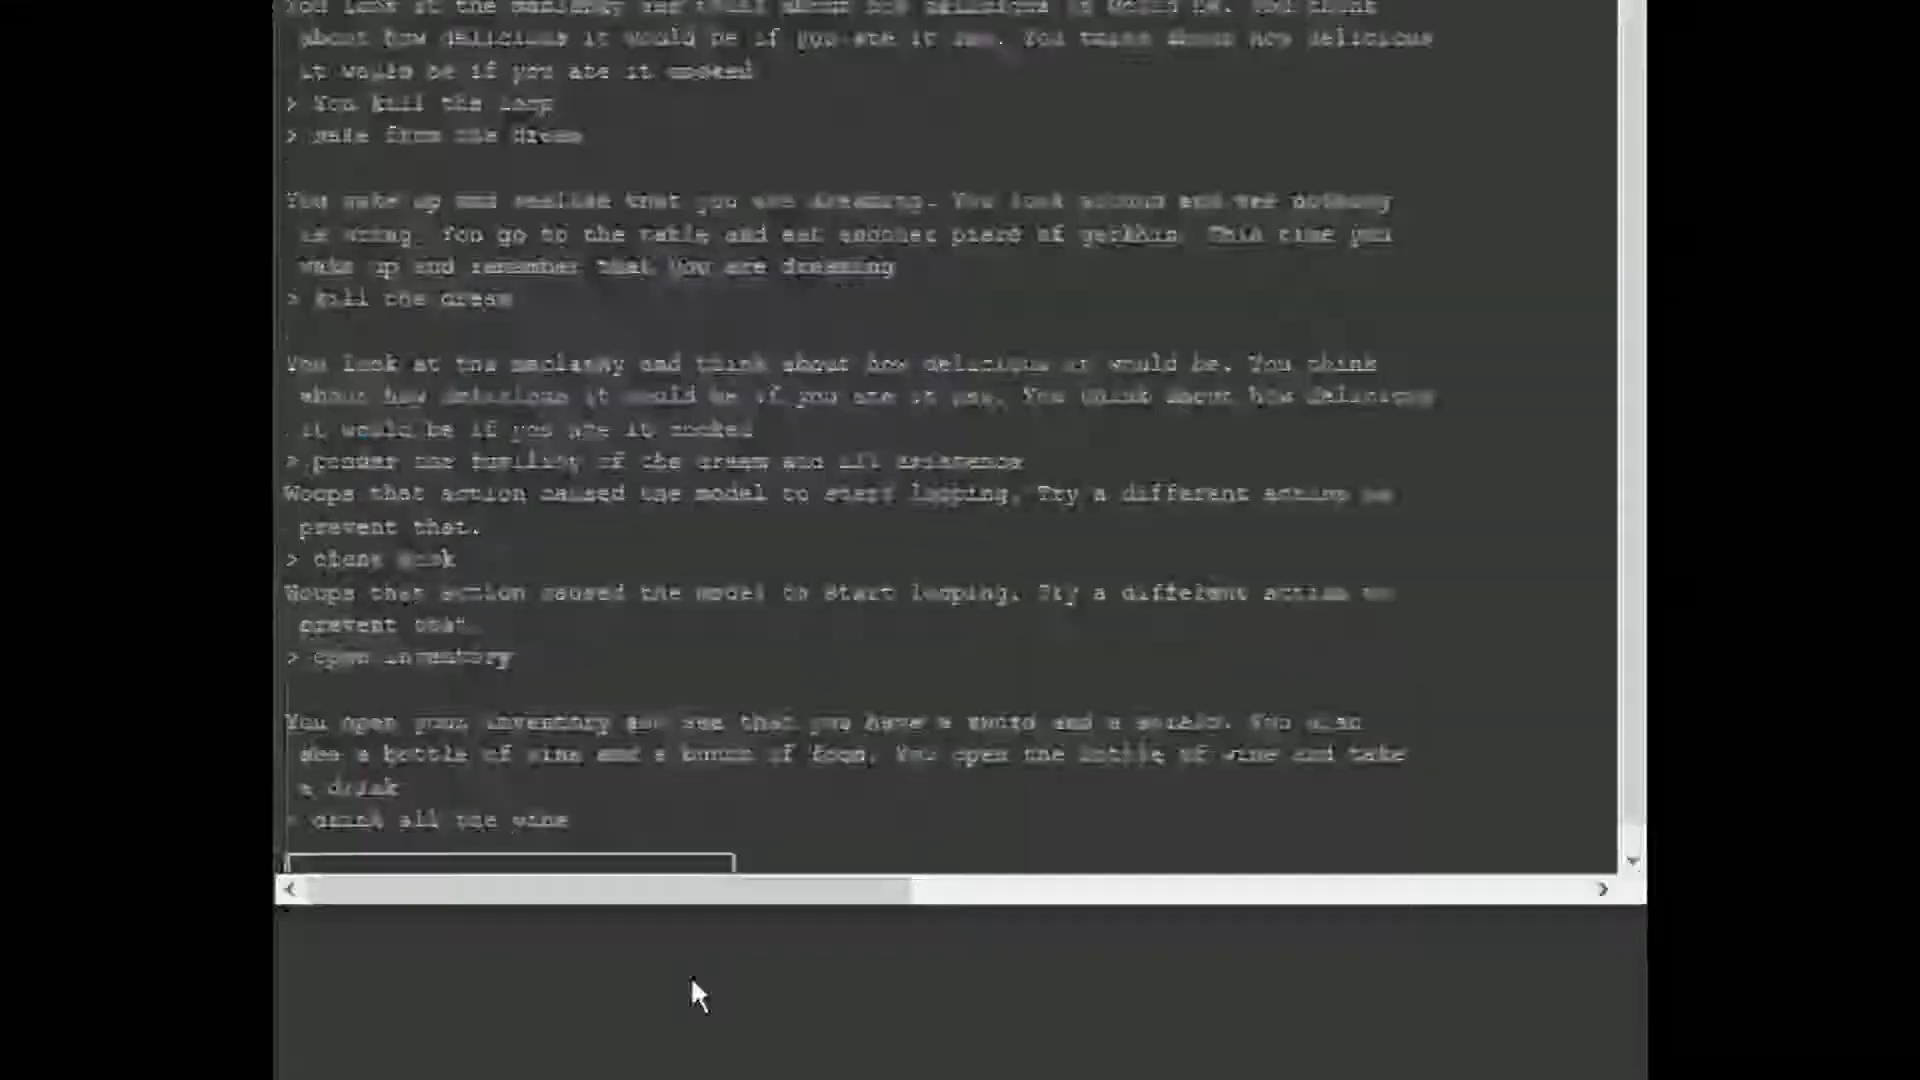 about how delicious it would be if you ate it You think about how delicious
it would be if you ate it cooked
> You kill the loop
> wake from the dream
You wake up and realize that you are dreaming. You look around and see nothing
is wrong. You go to the table and eat another piece of This time you
wake up and remember that you are dreaming
> kill the dream
You look at the and think about how delicious it would be. You think
about how delicious it would be if you ate it You think about how delicious
it would be if you ate it cooked
> ponder the futility of the dream and all existence
Woops that action caused the model to start looping. Try a different action to
prevent that.
>
Woops that action caused the model to start looping. Try a different action to
prevent that.
> open inventory
You open your inventory and see that you have a sword and a You also
see a bottle of wine and a bunch of You open the bottle of wine and take
a drink
> drink all the wine